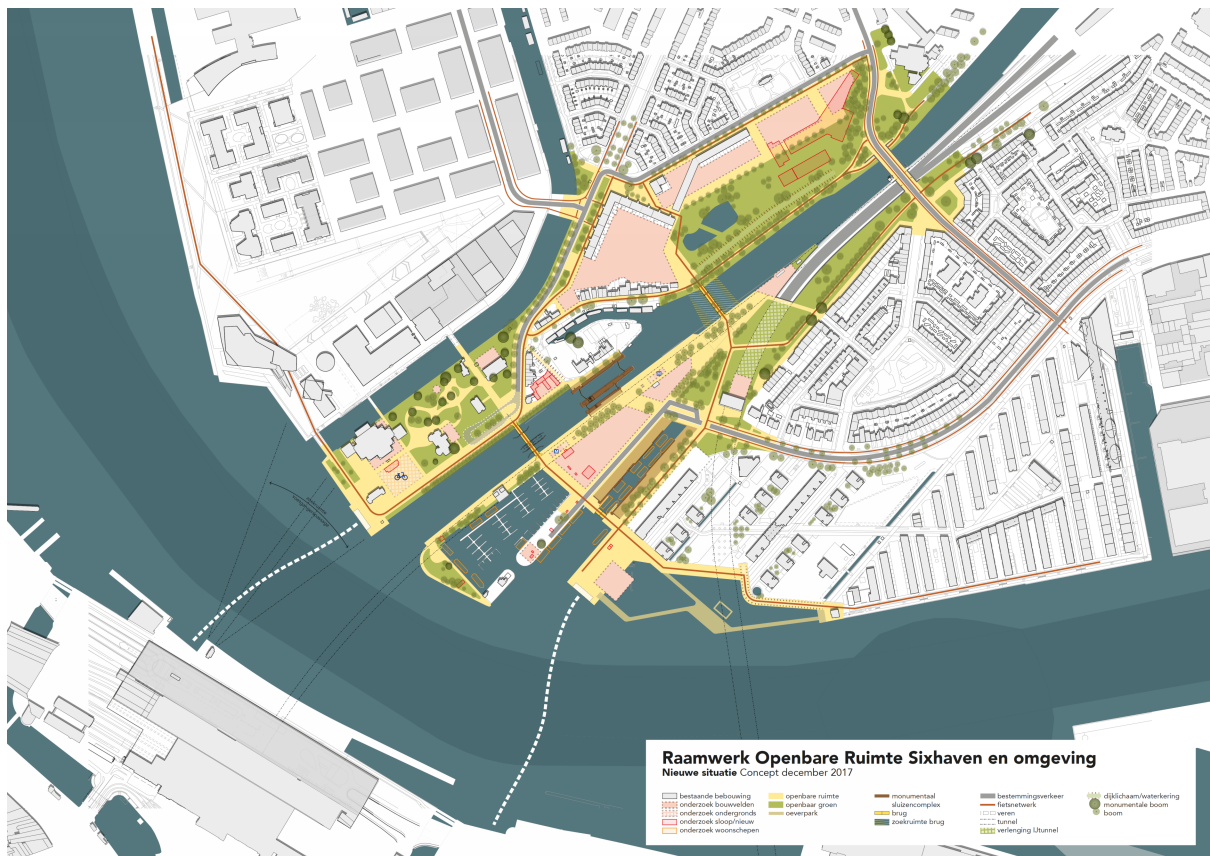 Raamwerk Openbare Ruimte Sixhaven en omgeving
Nieuwe situatie Concept december 2017
bestaande bebouwing
onderzoek bouwvelden
onderzoek ondergronds
onderzoek sloop/nieuw
onderzoek woonschepen
openbare ruimte
openbaar groen
oeverpark
monumentaal
sluizencomplex
brug
zoekruimte brug
bestemmingsverkeer
fietsnetwerk
veren
tunnel
verlenging IJtunnel
dijklichaam/waterkering
monumentale boom
boom